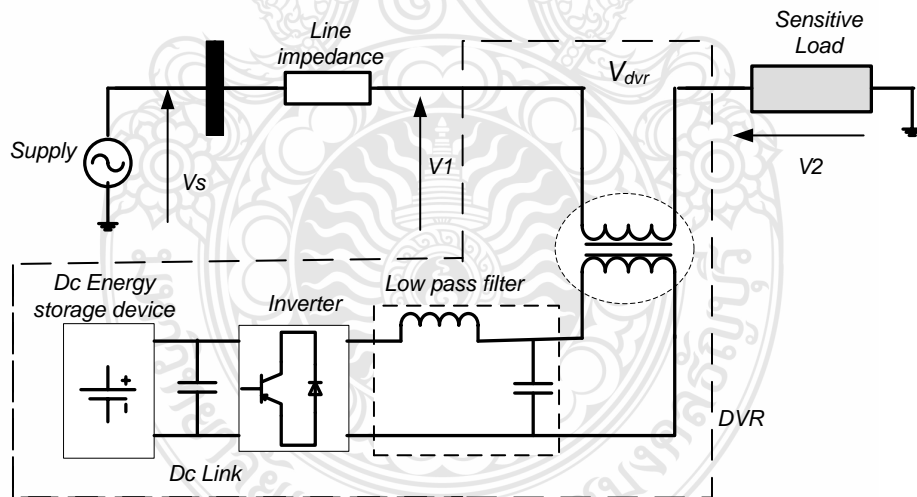 Line
impedance
Sensitive
Load
Vdvr
Supply
Vs
V1
V2
Dc Energy
storage device
Inverter
Low pass filter
+
Dc Link
DVR